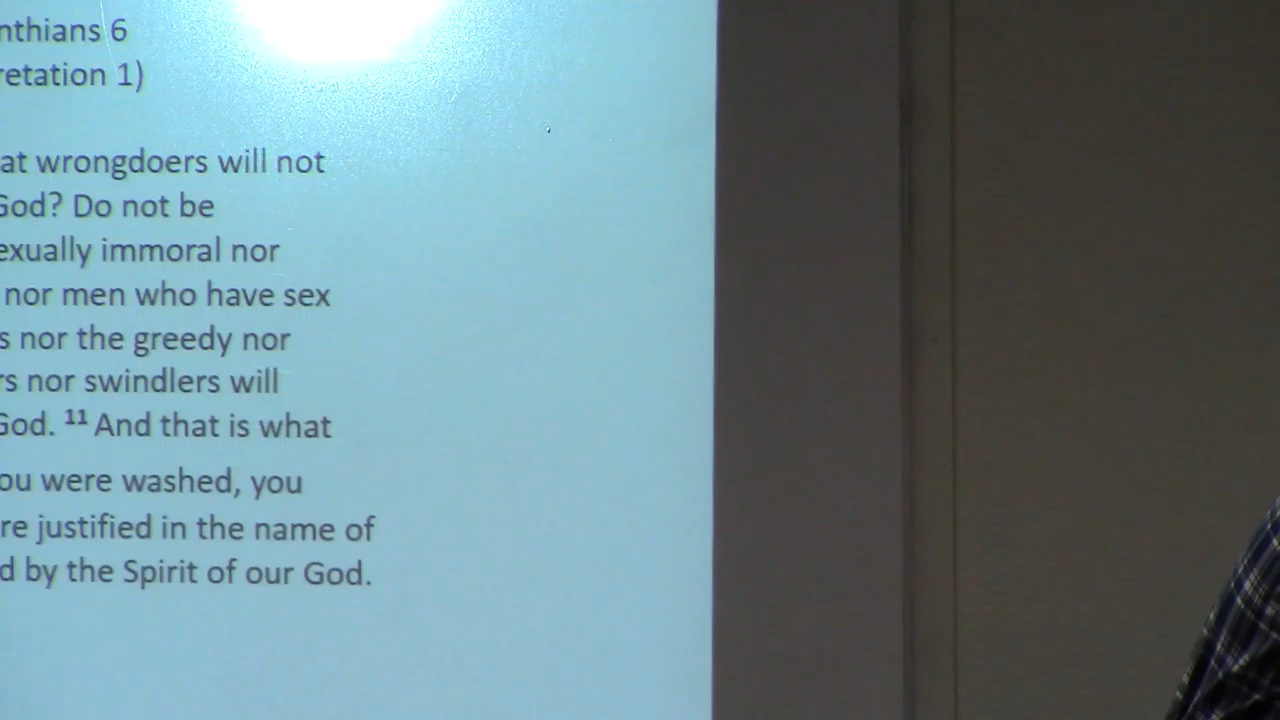 nthians 6
retation 1)
at wrongdoers will not
God? Do not be
exually immoral nor
nor men who have sex
s nor the greedy nor
rs nor swindlers will
God. 11 And that is what
ou were washed, you
re justified in the name of
d by the Spirit of our God.